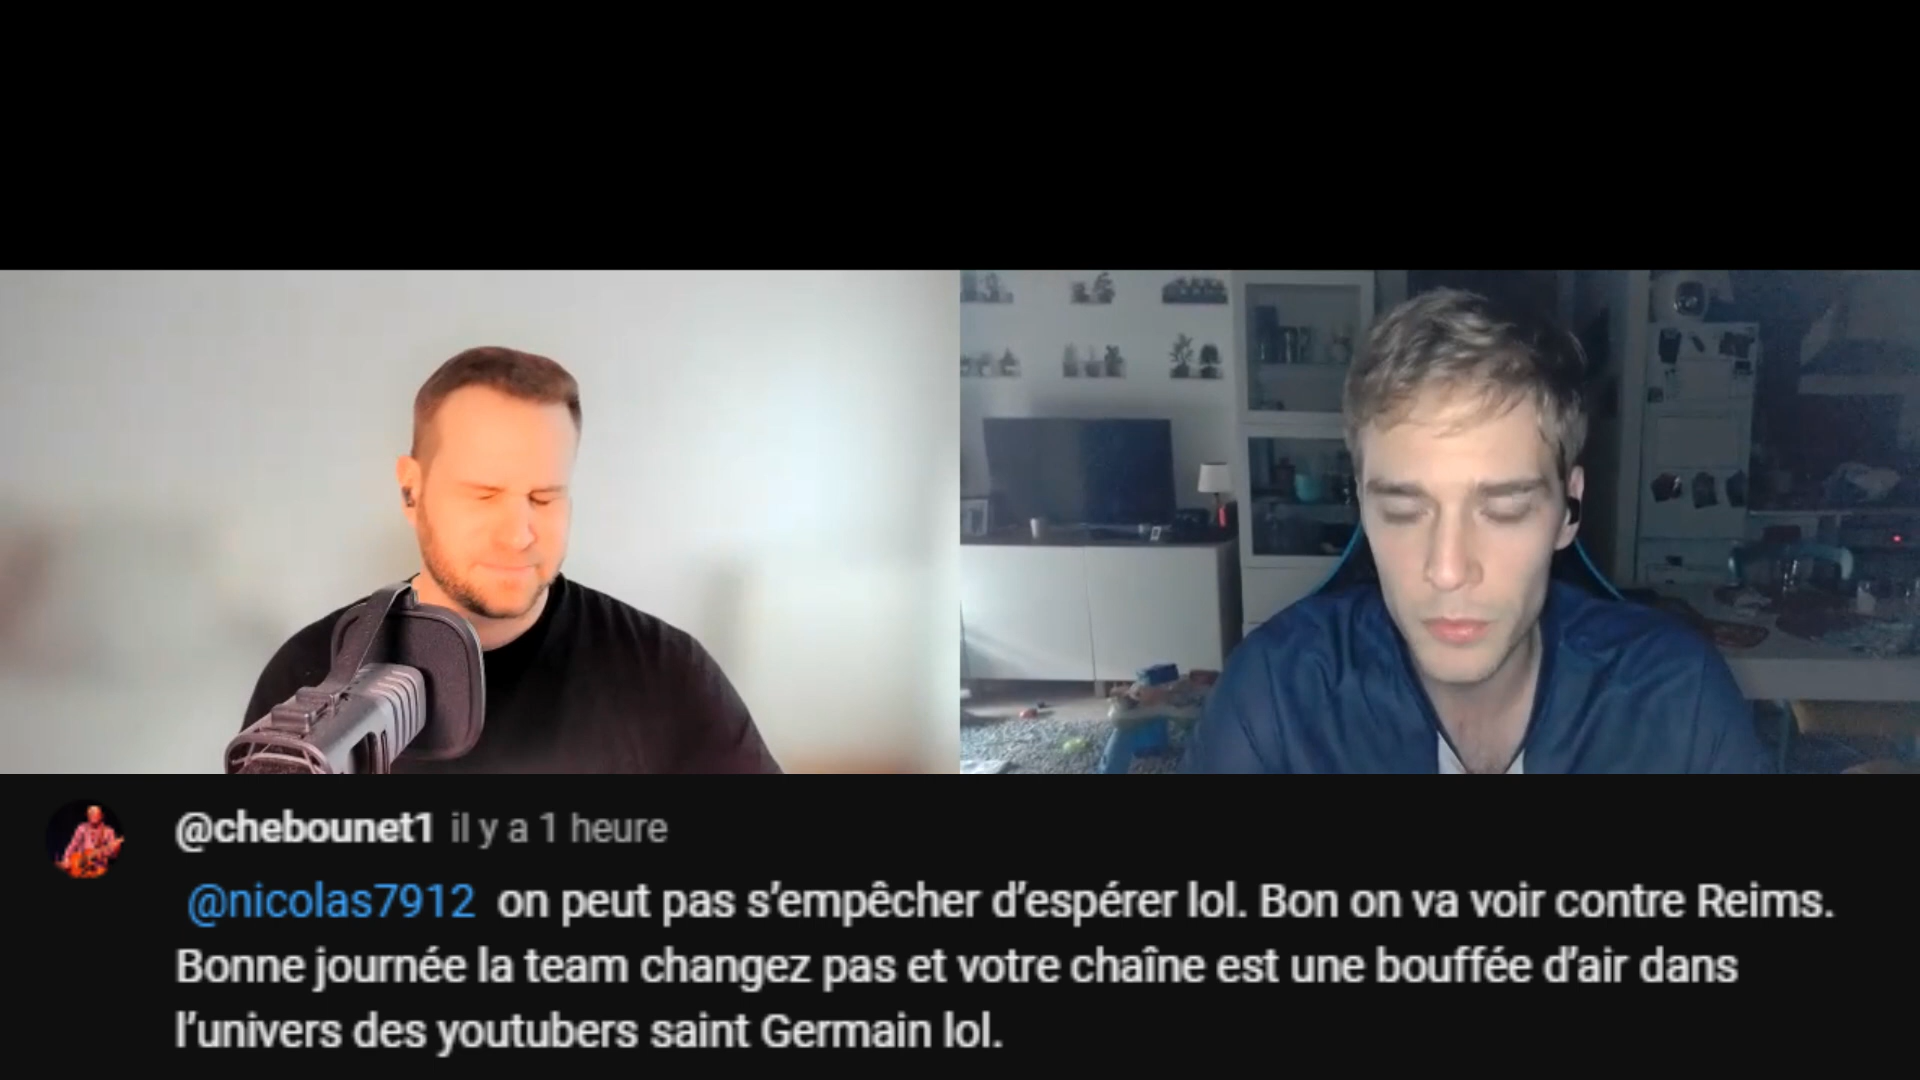 @chebounet1 il y a 1 heure
@nicolas7912 on peut pas s’empêcher d’espérer lol. Bon on va voir contre Reims.
Bonne journée la team changez pas et votre chaîne est une bouffée d’air dans
l’univers des youtubers saint Germain lol.